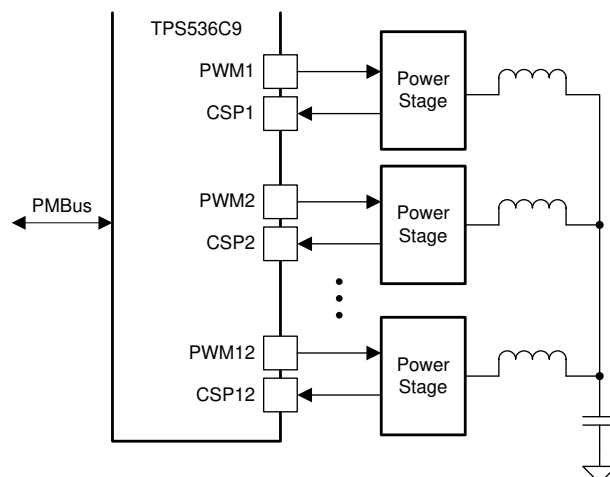 TPS536C9
PWM1
CSP1
Power
Stage
PMBus
PWM2
CSP2
Power
Stage
PWM12
CSP12
Power
Stage